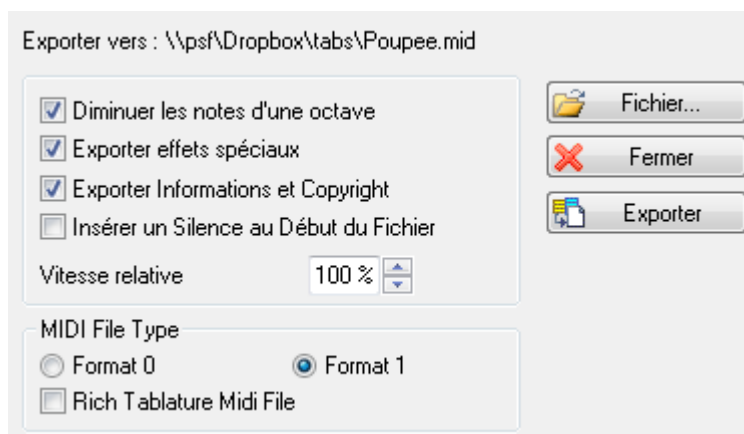 Exporter vers : \\psf\Dropbox\tabs\Poupee.mid
Diminuer les notes d'une octave
Exporter effets spéciaux
Exporter Informations et Copyright
Insérer un Silence au Début du Fichier
Vitesse relative 100 %
Fichier...
Fermer
Exporter
MIDI File Type
Format 0 Format 1
Rich Tablature Midi File